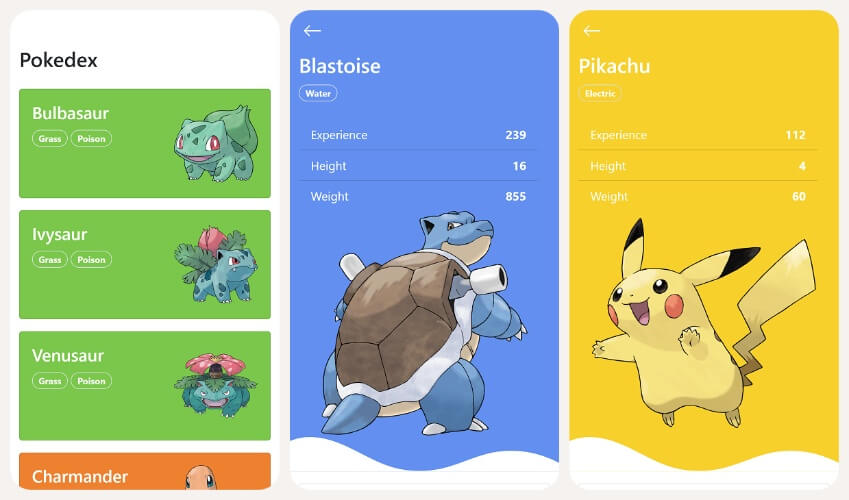 Pokedex
Bulbasaur
Grass Poison
Ivysaur
Grass Poison
Venusaur
Grass Poison
Charmander
Blastoise
Water
Experience 239
Height 16
Weight 855
Pikachu
Electric
Experience 112
Height 4
Weight 60